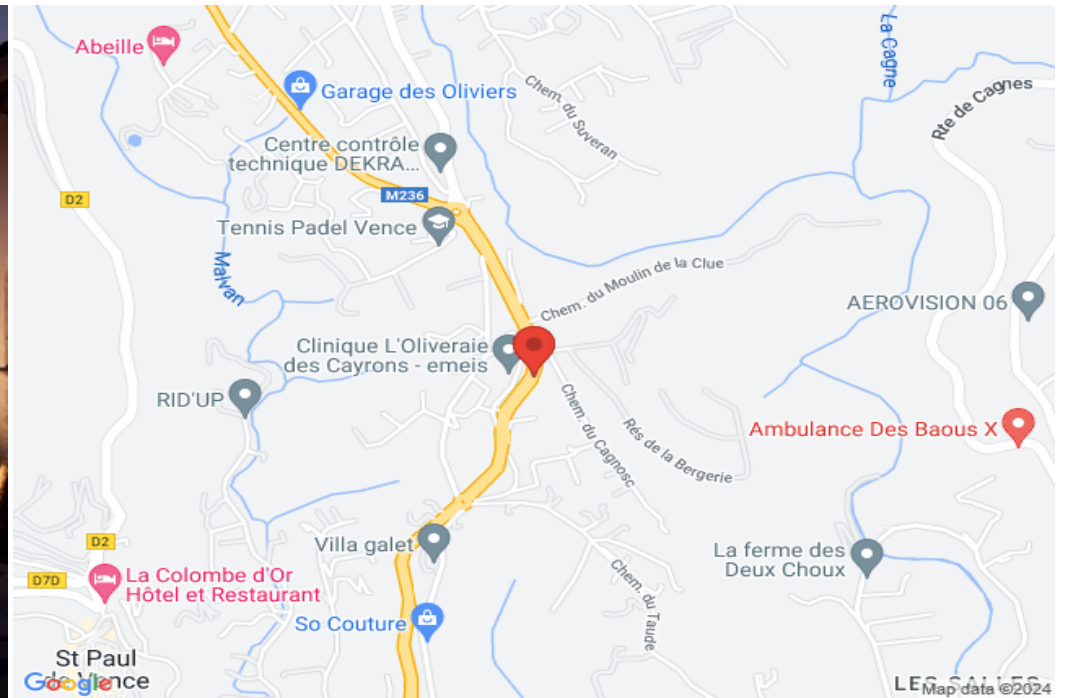 La Cagne
Abeille
Garage des Oliviers
Chem. du Suveran
Rte de Cagnes
Centre contrôle
technique DEKRA...
M236
D2
Tennis Padel Vence
Malvan
Chem. du Moulin de la Clue
AEROVISION 06
Clinique L'Oliveraie
des Cayrons - emeis
RID'UP
Chem. du Cagnosc
Rés de la Bergerie
Ambulance Des Baous X
D2
Villa galet
La ferme des
Deux Choux
D7D
La Colombe d'Or
Hôtel et Restaurant
Chem. du Taude
So Couture
St Paul
de Vence
Google
LES SALLES
Map data ©2024